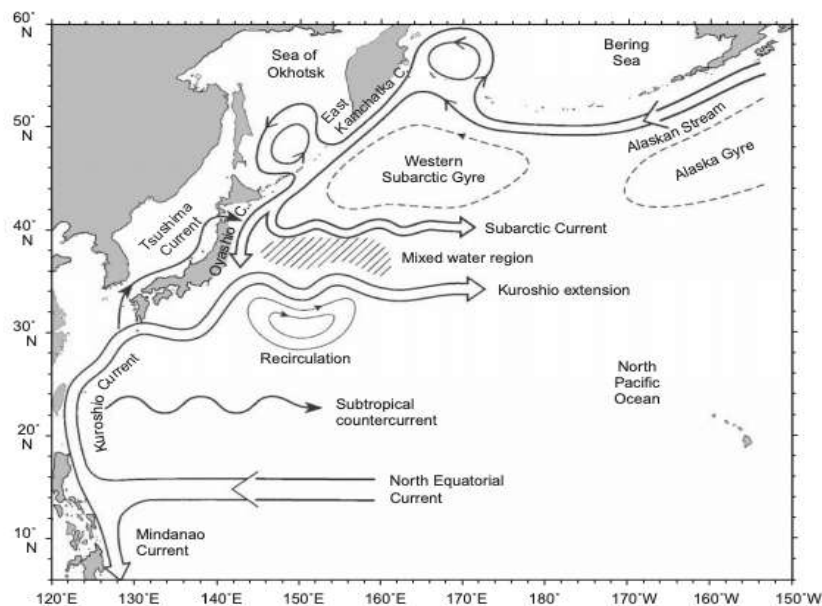 60°
N
50°
N
40°
N
30°
N
20°
N
10°
N
120°E
130°E
140°E
150°E
160°E
170°E
180°
170°W
160°W
150°W
Sea of
Okhotsk
Bering
Sea
East
Kamchatka C.
Alaskan Stream
Alaska Gyre
Western
Subarctic Gyre
Tsushima
Current
Oyashio C.
Subarctic Current
Mixed water region
Kuroshio extension
Recirculation
Kuroshio Current
North
Pacific
Ocean
Subtropical
countercurrent
North Equatorial
Current
Mindanao
Current